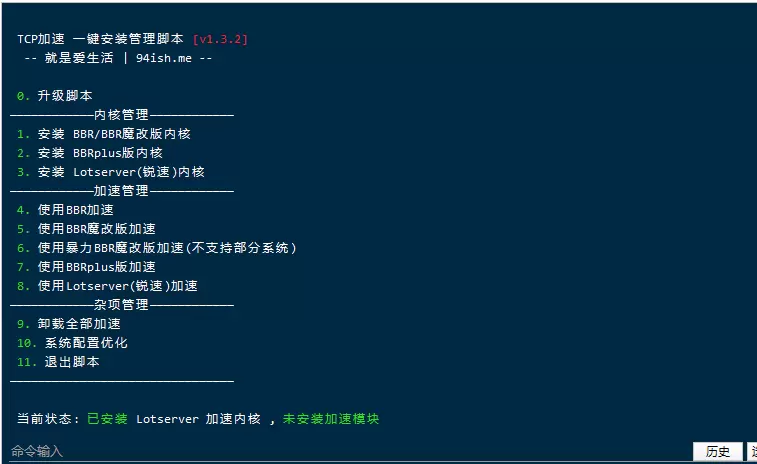 TCP加速 一键安装管理脚本 [v1.3.2]
-- 就是爱生活 | 94ish.me --
0. 升级脚本
————————————内核管理————————————
1. 安装 BBR/BBR魔改版内核
2. 安装 BBRplus版内核
3. 安装 Lotserver(锐速)内核
————————————加速管理————————————
4. 使用BBR加速
5. 使用BBR魔改版加速
6. 使用暴力BBR魔改版加速(不支持部分系统)
7. 使用BBRplus版加速
8. 使用Lotserver(锐速)加速
————————————杂项管理————————————
9. 卸载全部加速
10. 系统配置优化
11. 退出脚本
————————————————————————————————
当前状态: 已安装 Lotserver 加速内核 , 未安装加速模块
命令输入
历史